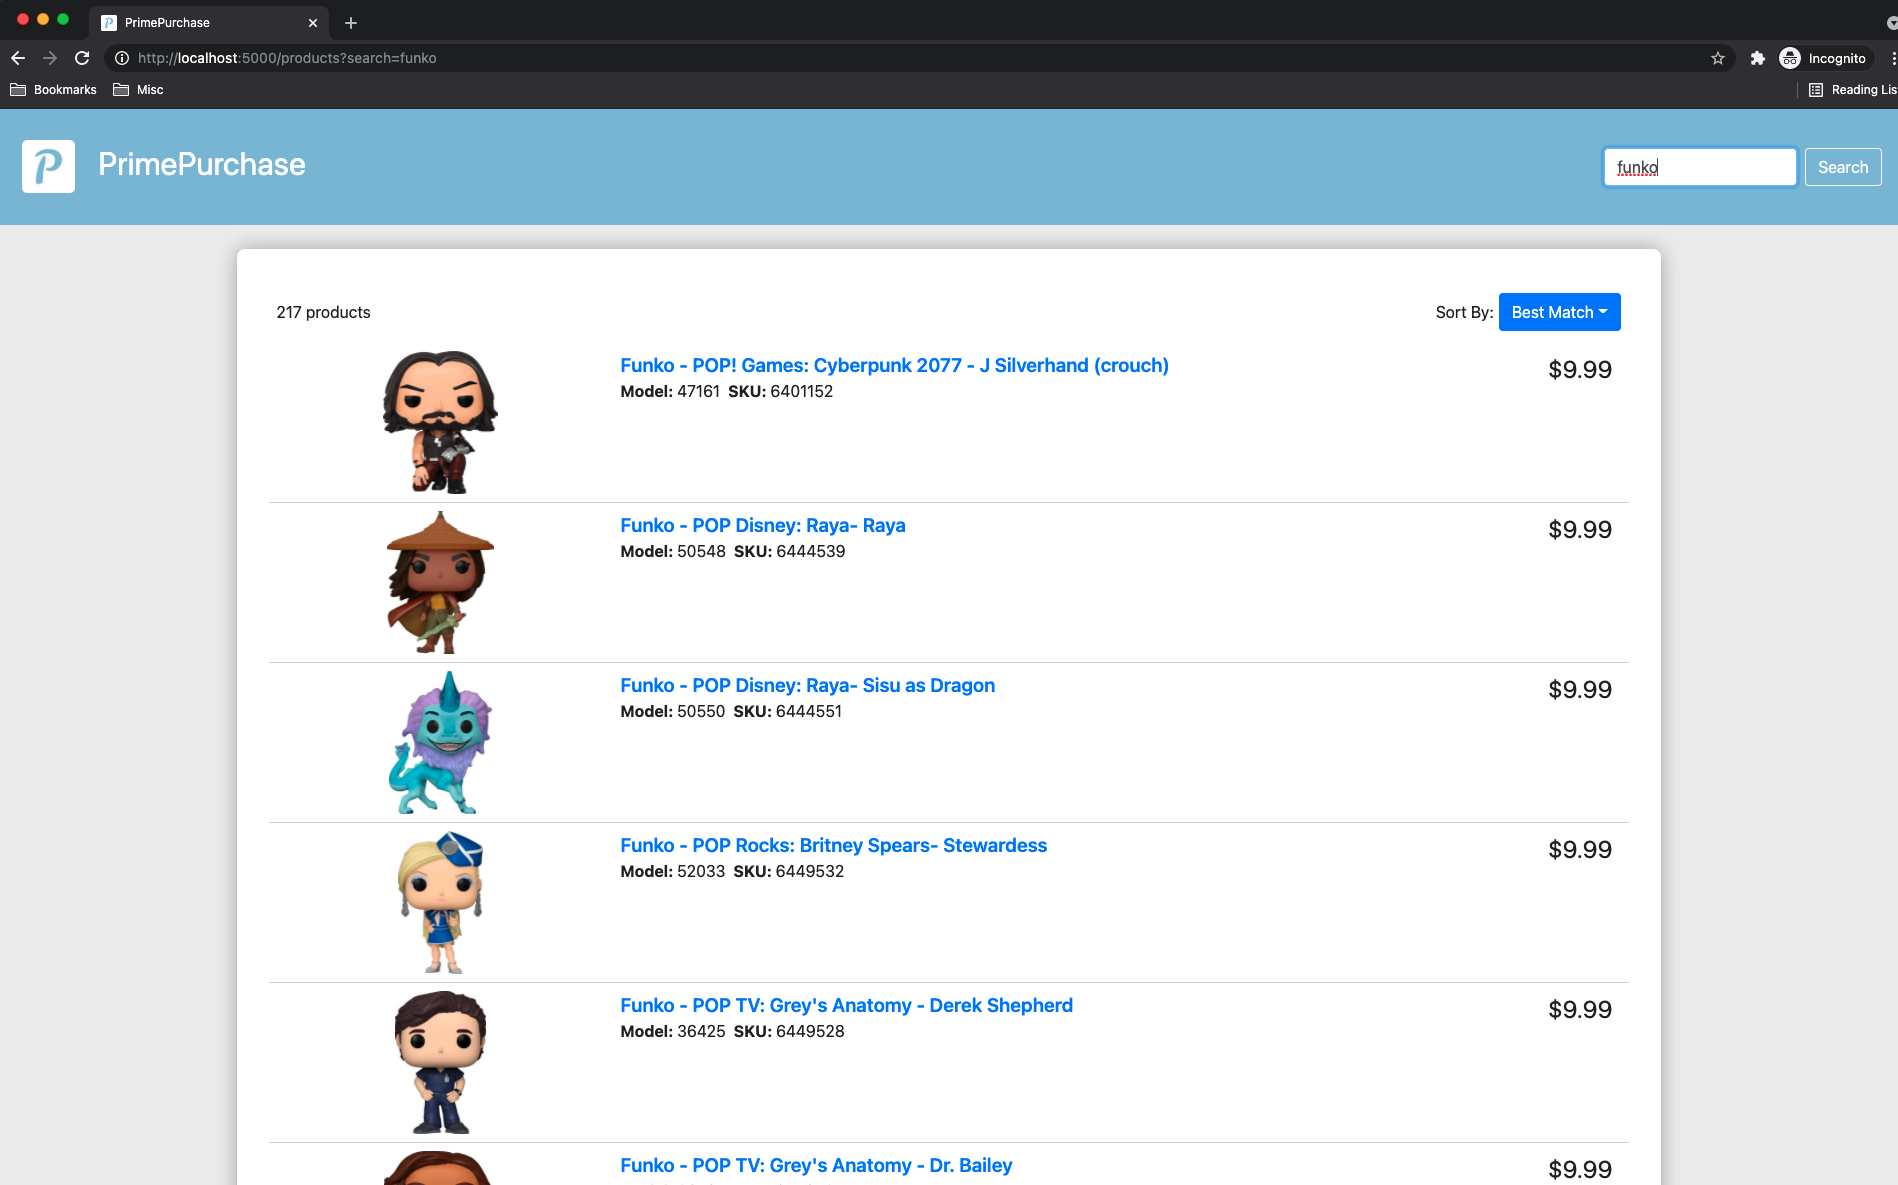 PrimePurchase
http://localhost:5000/products?search=funko
Incognito
Bookmarks
Misc
Reading Lis
P
PrimePurchase
funko
Search
217 products
Sort By:
Best Match
Funko - POP! Games: Cyberpunk 2077 - J Silverhand (crouch)
$9.99
Model: 47161 SKU: 6401152
Funko - POP Disney: Raya- Raya
$9.99
Model: 50548 SKU: 6444539
Funko - POP Disney: Raya- Sisu as Dragon
$9.99
Model: 50550 SKU: 6444551
Funko - POP Rocks: Britney Spears- Stewardess
$9.99
Model: 52033 SKU: 6449532
Funko - POP TV: Grey's Anatomy - Derek Shepherd
$9.99
Model: 36425 SKU: 6449528
Funko - POP TV: Grey's Anatomy - Dr. Bailey
$9.99